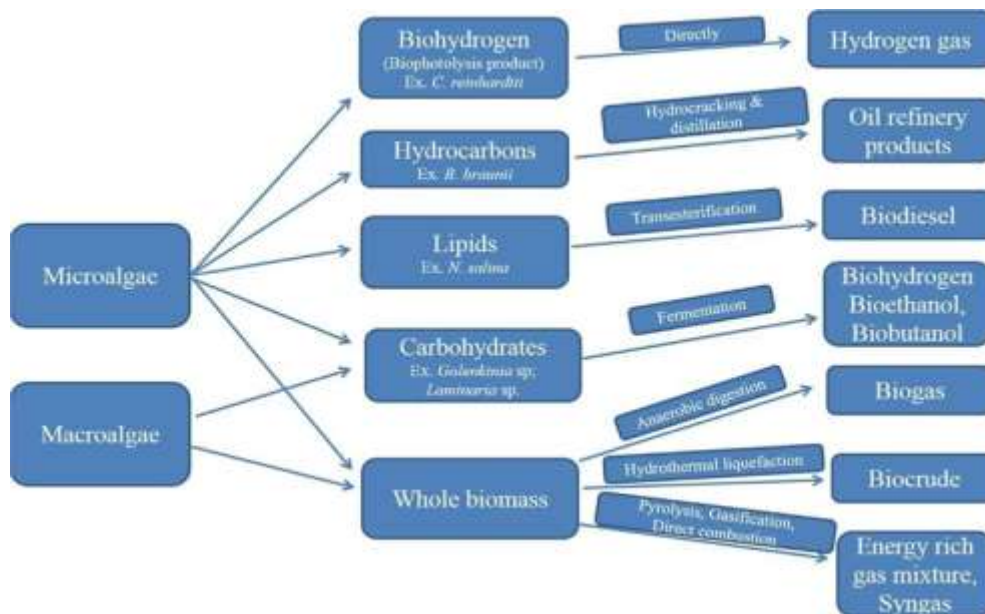 Microalgae
Macroalgae
Biohydrogen
(Biophotolysis product)
Ex. C. reinhardtii
Hydrocarbons
Ex. B. braunii
Lipids
Ex. N. salina
Carbohydrates
Ex. Golenkinia sp;
Laminaria sp.
Whole biomass
Directly
Hydrocracking &
distillation
Transesterification
Fermentation
Anaerobic digestion
Hydrothermal liquefaction
Pyrolysis, Gasification,
Direct combustion
Hydrogen gas
Oil refinery
products
Biodiesel
Biohydrogen
Bioethanol,
Biobutanol
Biogas
Biocrude
Energy rich
gas mixture,
Syngas